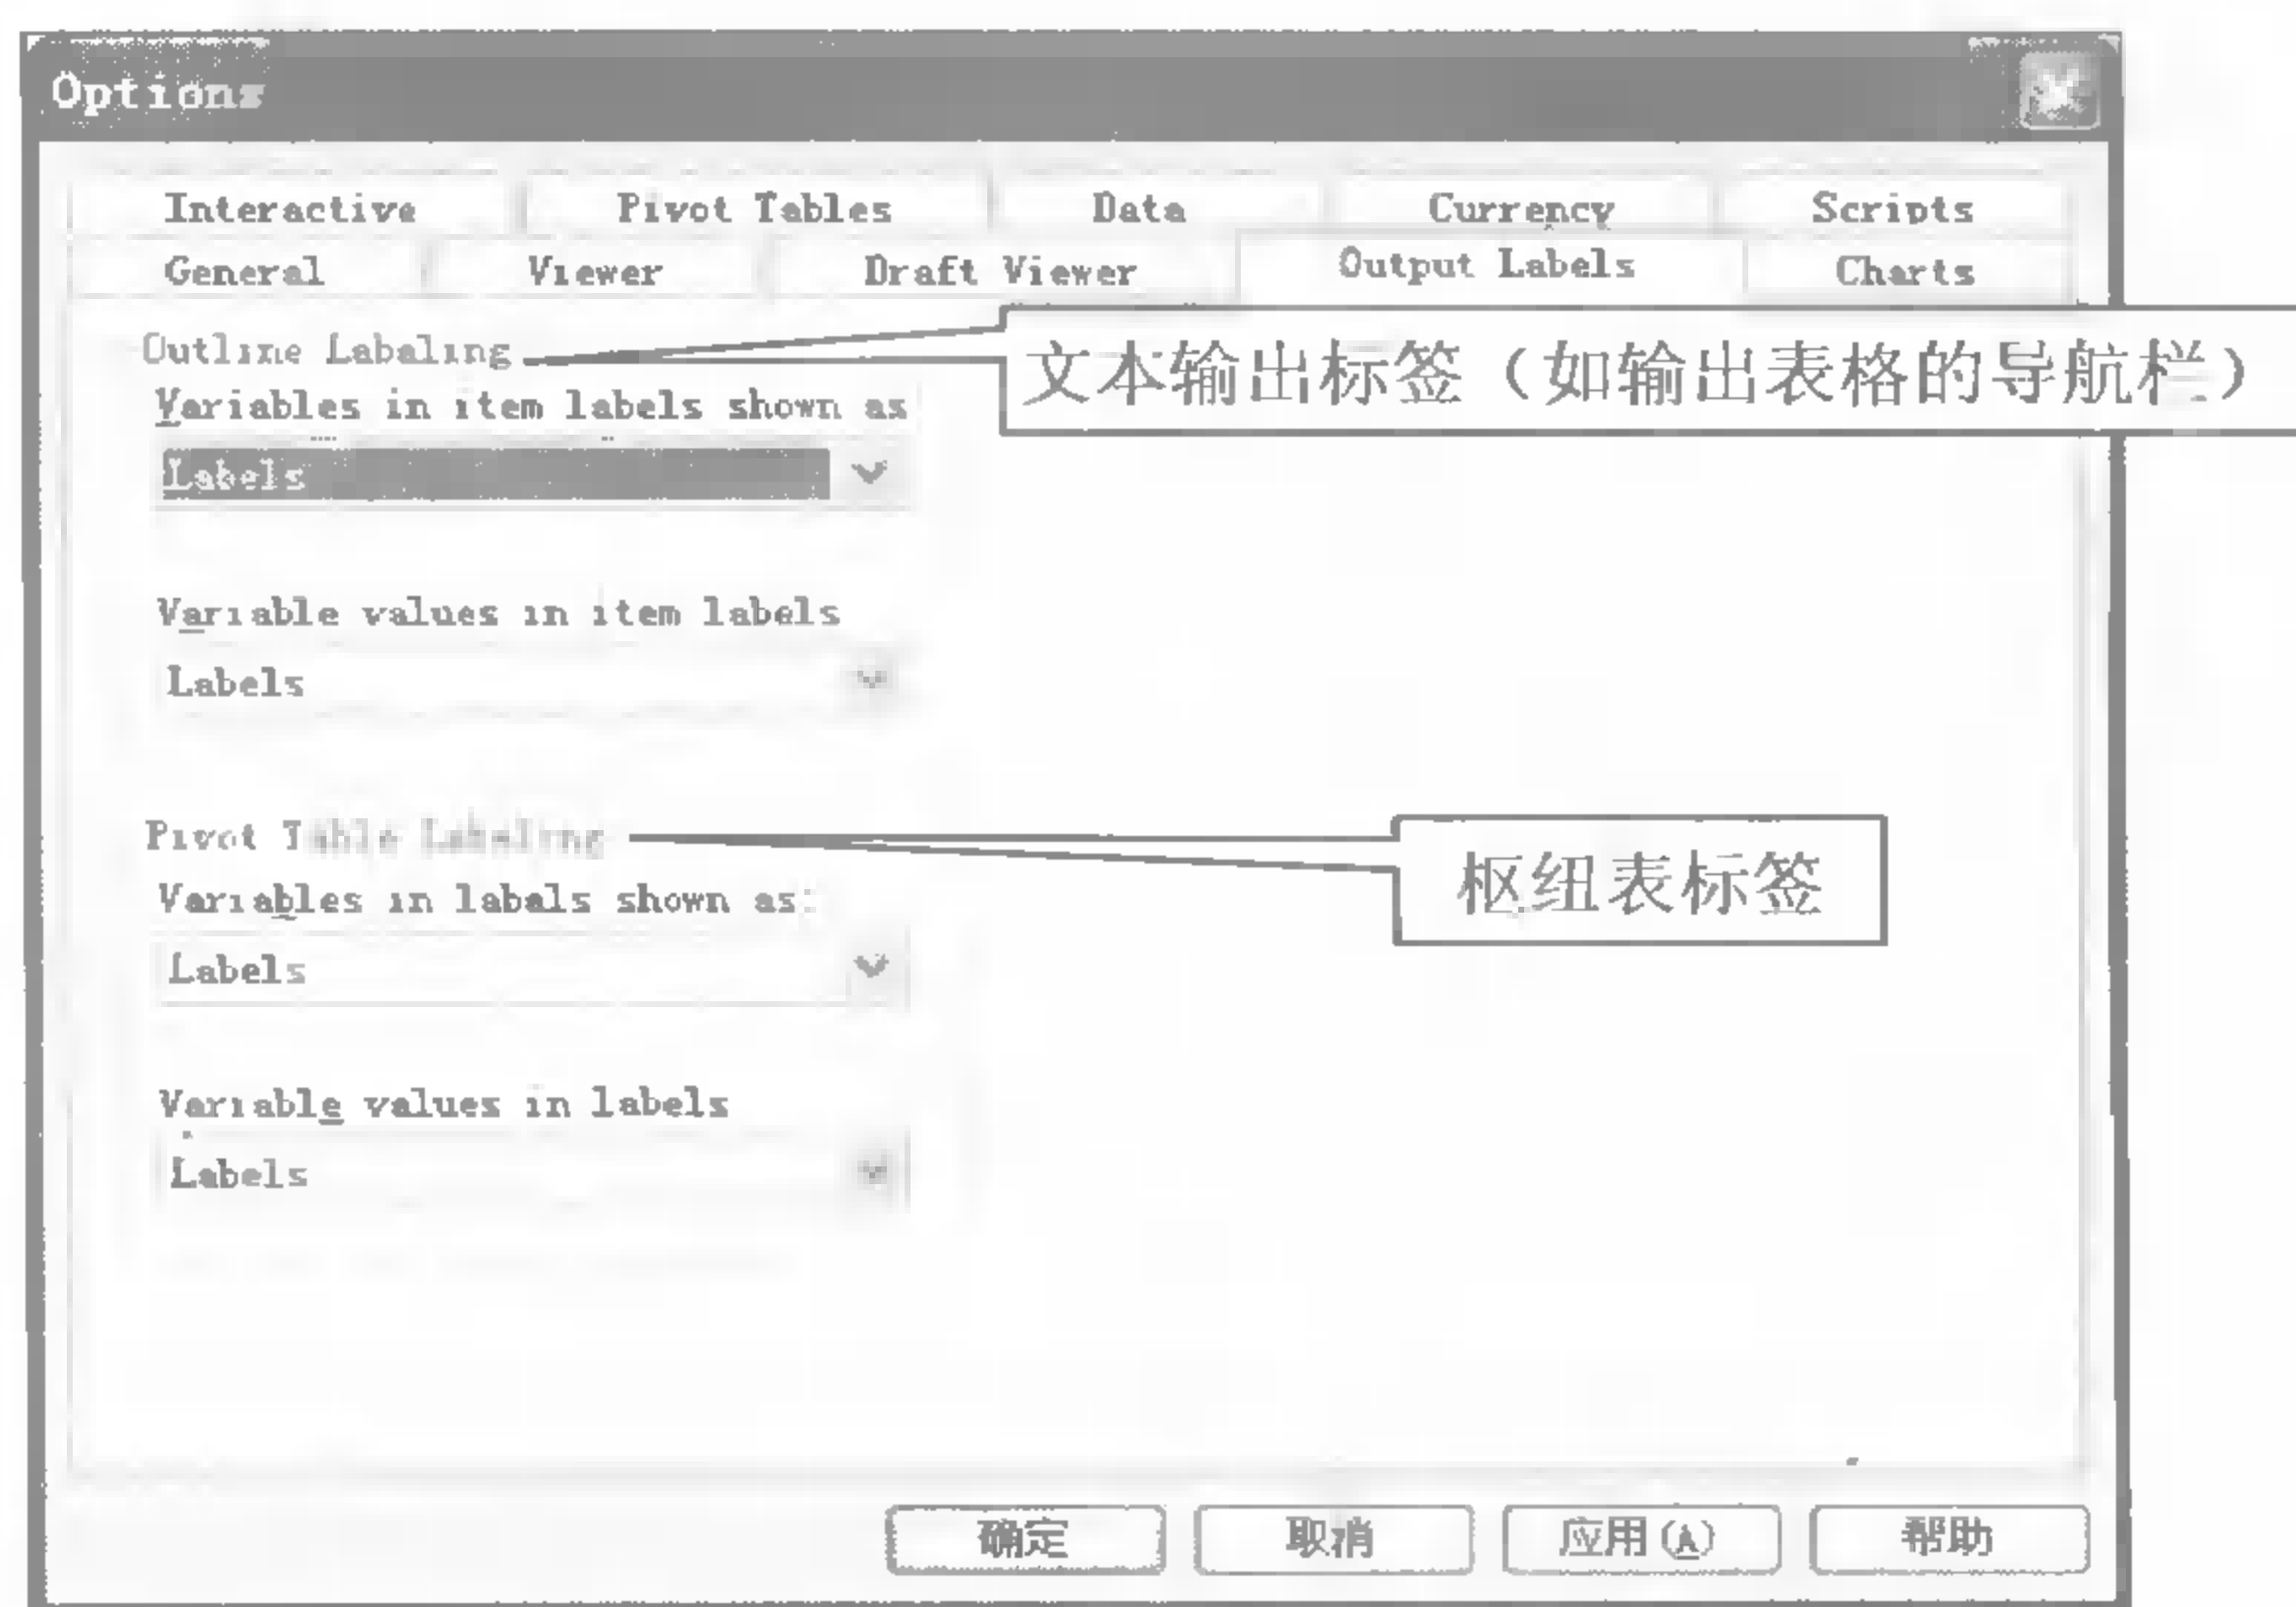 Options
Interactive Pivot Tables Data Currency Scripts
General Viewer Draft Viewer Output Labels Charts
Outline Labeling
文本输出标签（如输出表格的导航栏）
Variables in item labels shown as
Labels
Variable values in item labels
Labels
Pivot Table Labeling
枢纽表标签
Variables in labels shown as:
Labels
Variable values in labels
Labels
确定 取消 应用(A) 帮助